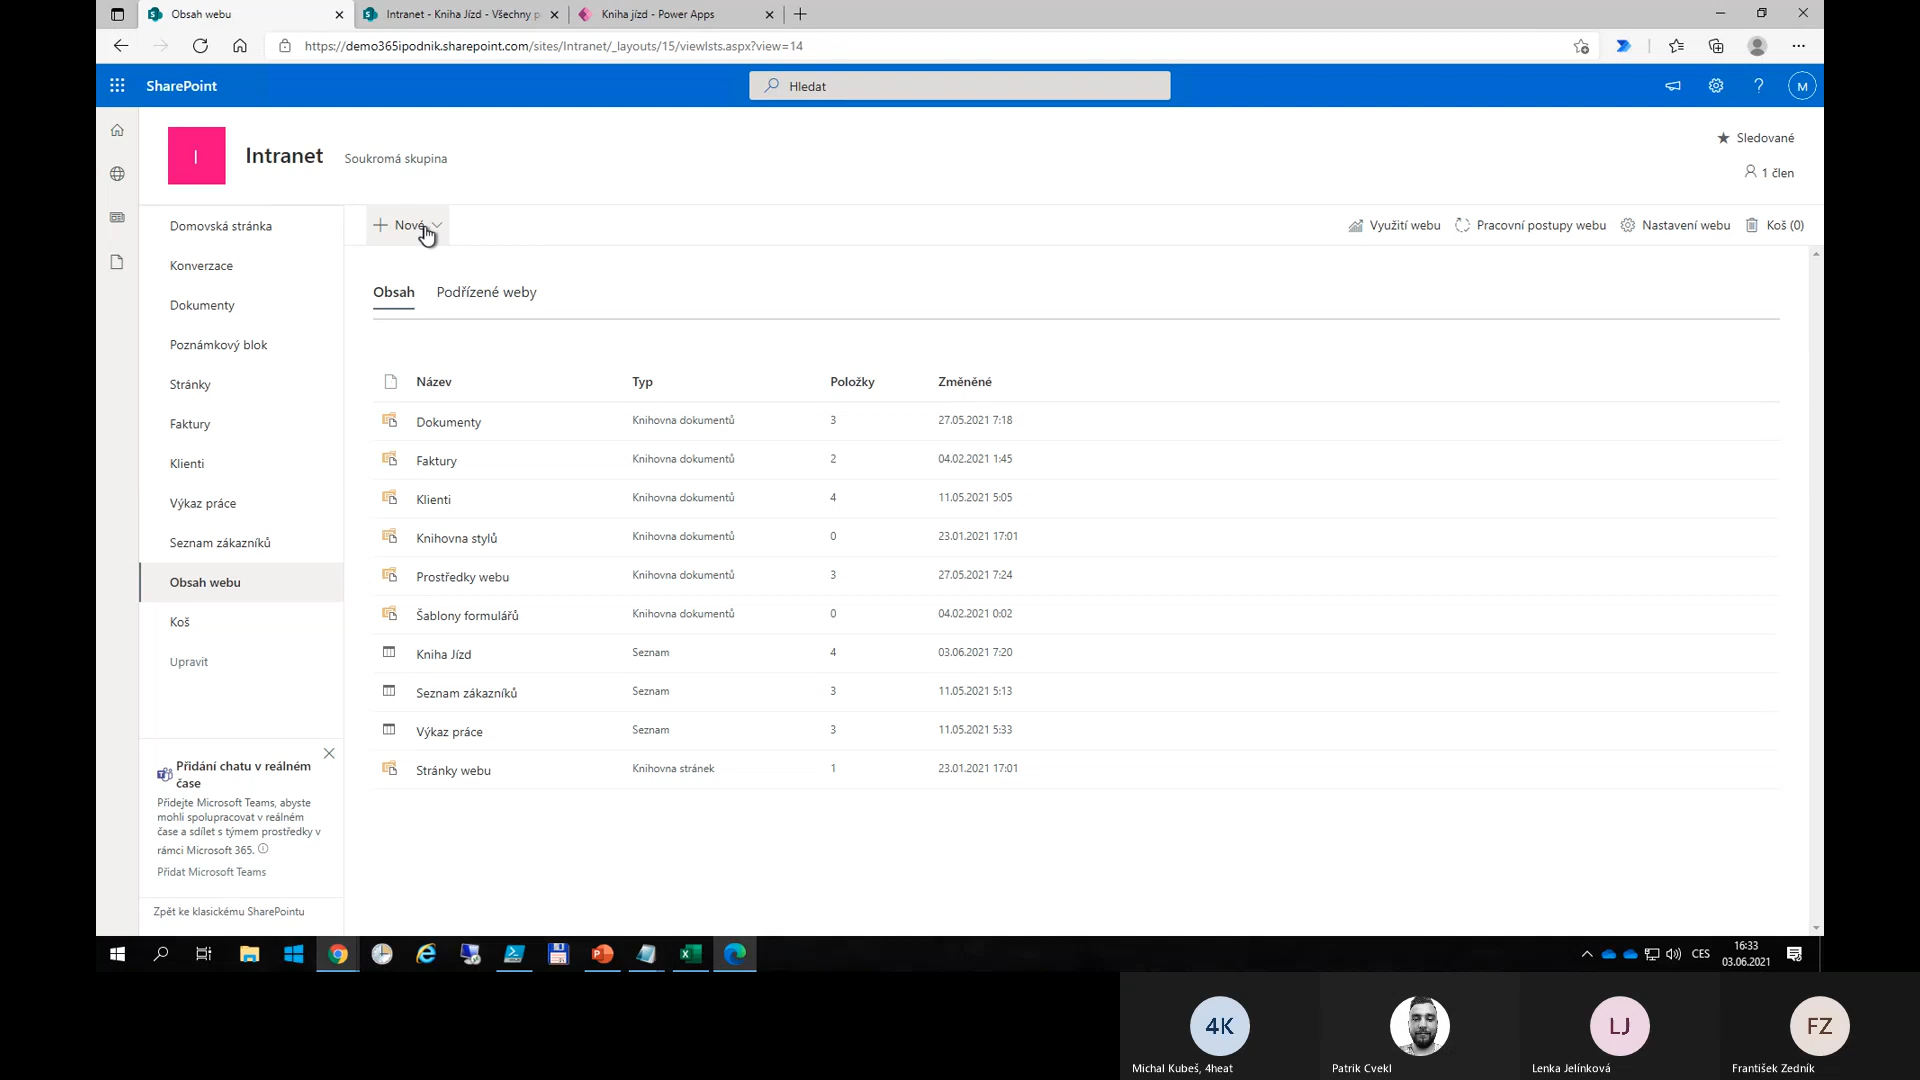 Obsah webu
Intranet - Kniha Jízd - Všechny p
Kniha jízd - Power Apps
https://demo365ipodnik.sharepoint.com/sites/Intranet/_layouts/15/viewlsts.aspx?view=14
SharePoint
Hledat
M
I
Intranet
Soukromá skupina
Sledované
1 člen
Nové
Využití webu
Pracovní postupy webu
Nastavení webu
Koš (0)
Domovská stránka
Konverzace
Dokumenty
Poznámkový blok
Stránky
Faktury
Klienti
Výkaz práce
Seznam zákazníků
Obsah webu
Koš
Upravit
Obsah
Podřízené weby
Název Typ Položky Změněné
Dokumenty Knihovna dokumentů 3 27.05.2021 7:18
Faktury Knihovna dokumentů 2 04.02.2021 1:45
Klienti Knihovna dokumentů 4 11.05.2021 5:05
Knihovna stylů Knihovna dokumentů 0 23.01.2021 17:01
Prostředky webu Knihovna dokumentů 3 27.05.2021 7:24
Šablony formulářů Knihovna dokumentů 0 04.02.2021 0:02
Kniha Jízd Seznam 4 03.06.2021 7:20
Seznam zákazníků Seznam 3 11.05.2021 5:13
Výkaz práce Seznam 3 11.05.2021 5:33
Stránky webu Knihovna stránek 1 23.01.2021 17:01
Přidání chatu v reálném
čase
Přidejte Microsoft Teams, abyste
mohli spolupracovat v reálném
čase a sdílet s týmem prostředky v
rámci Microsoft 365.
Přidat Microsoft Teams
Zpět ke klasickému SharePointu
CES
16:33
03.06.2021
4K
LJ
FZ
Michal Kubeš, 4heat
Patrik Cvekl
Lenka Jelínková
František Zedník